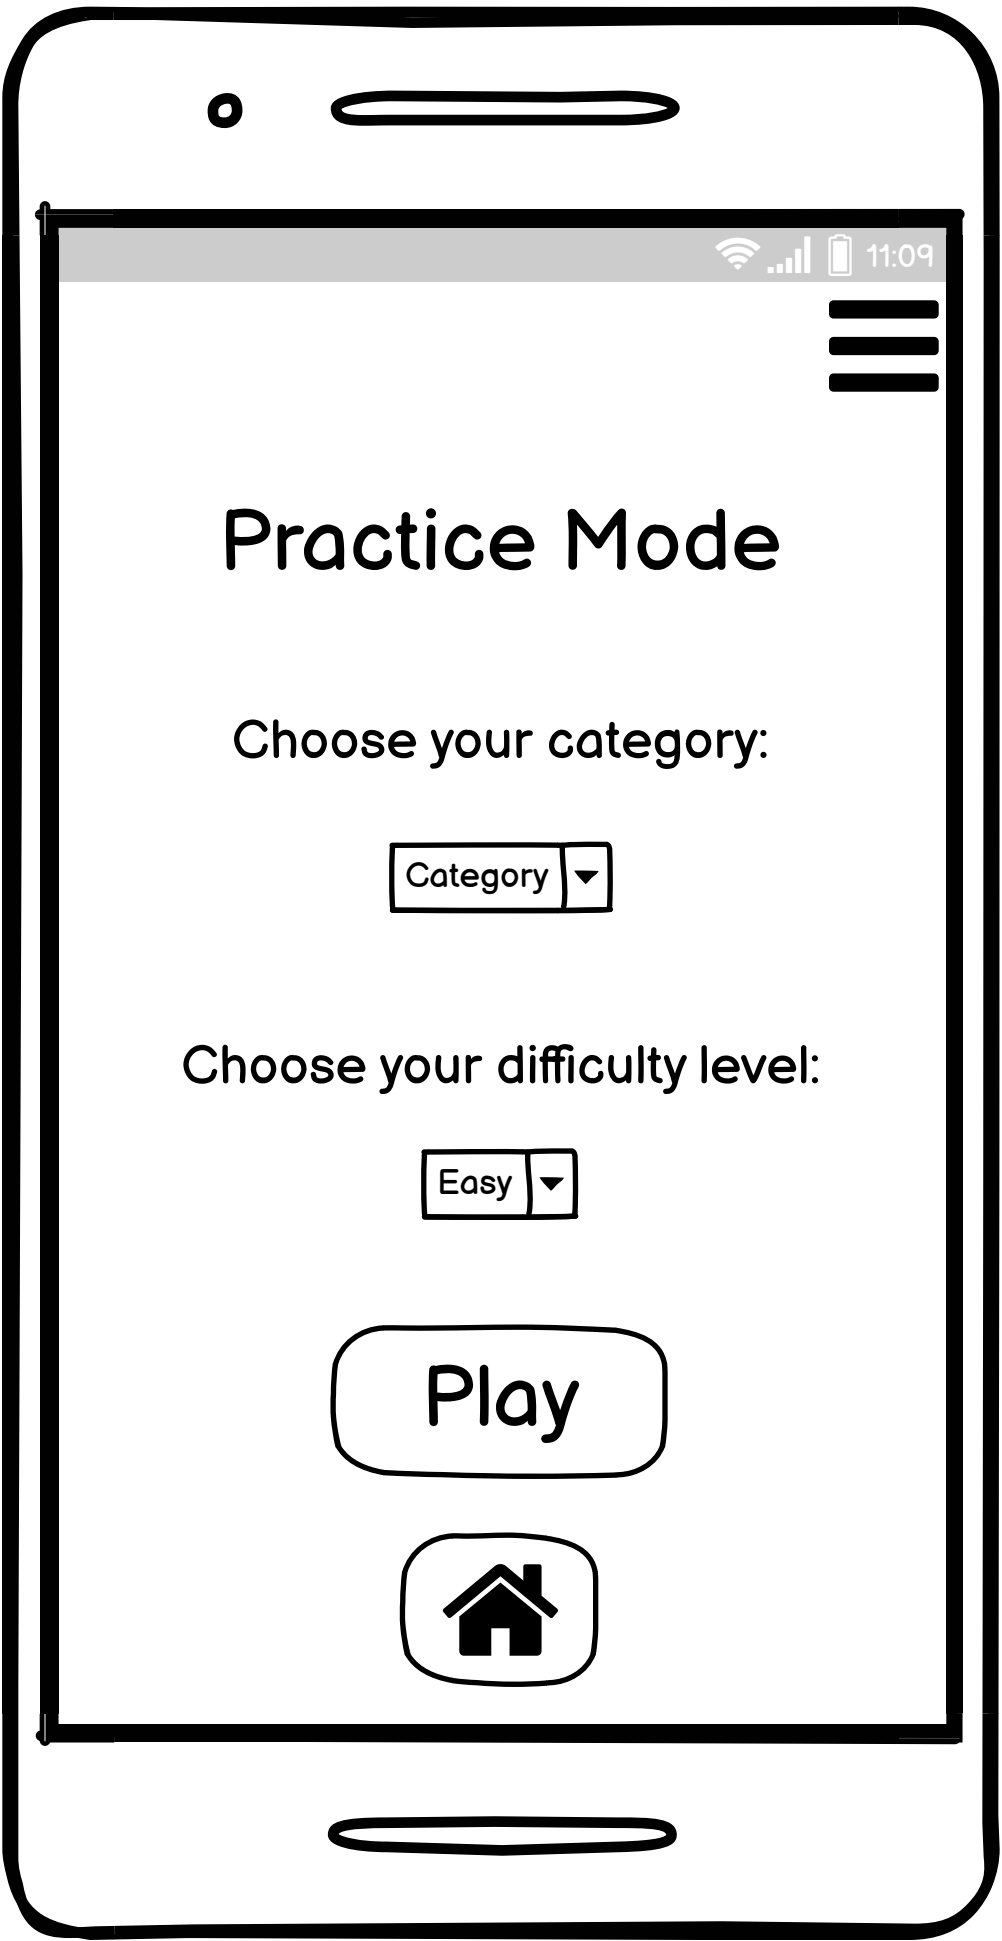 11:09
Practice Mode
Choose your category:
Category
Choose your difficulty level:
Easy
Play